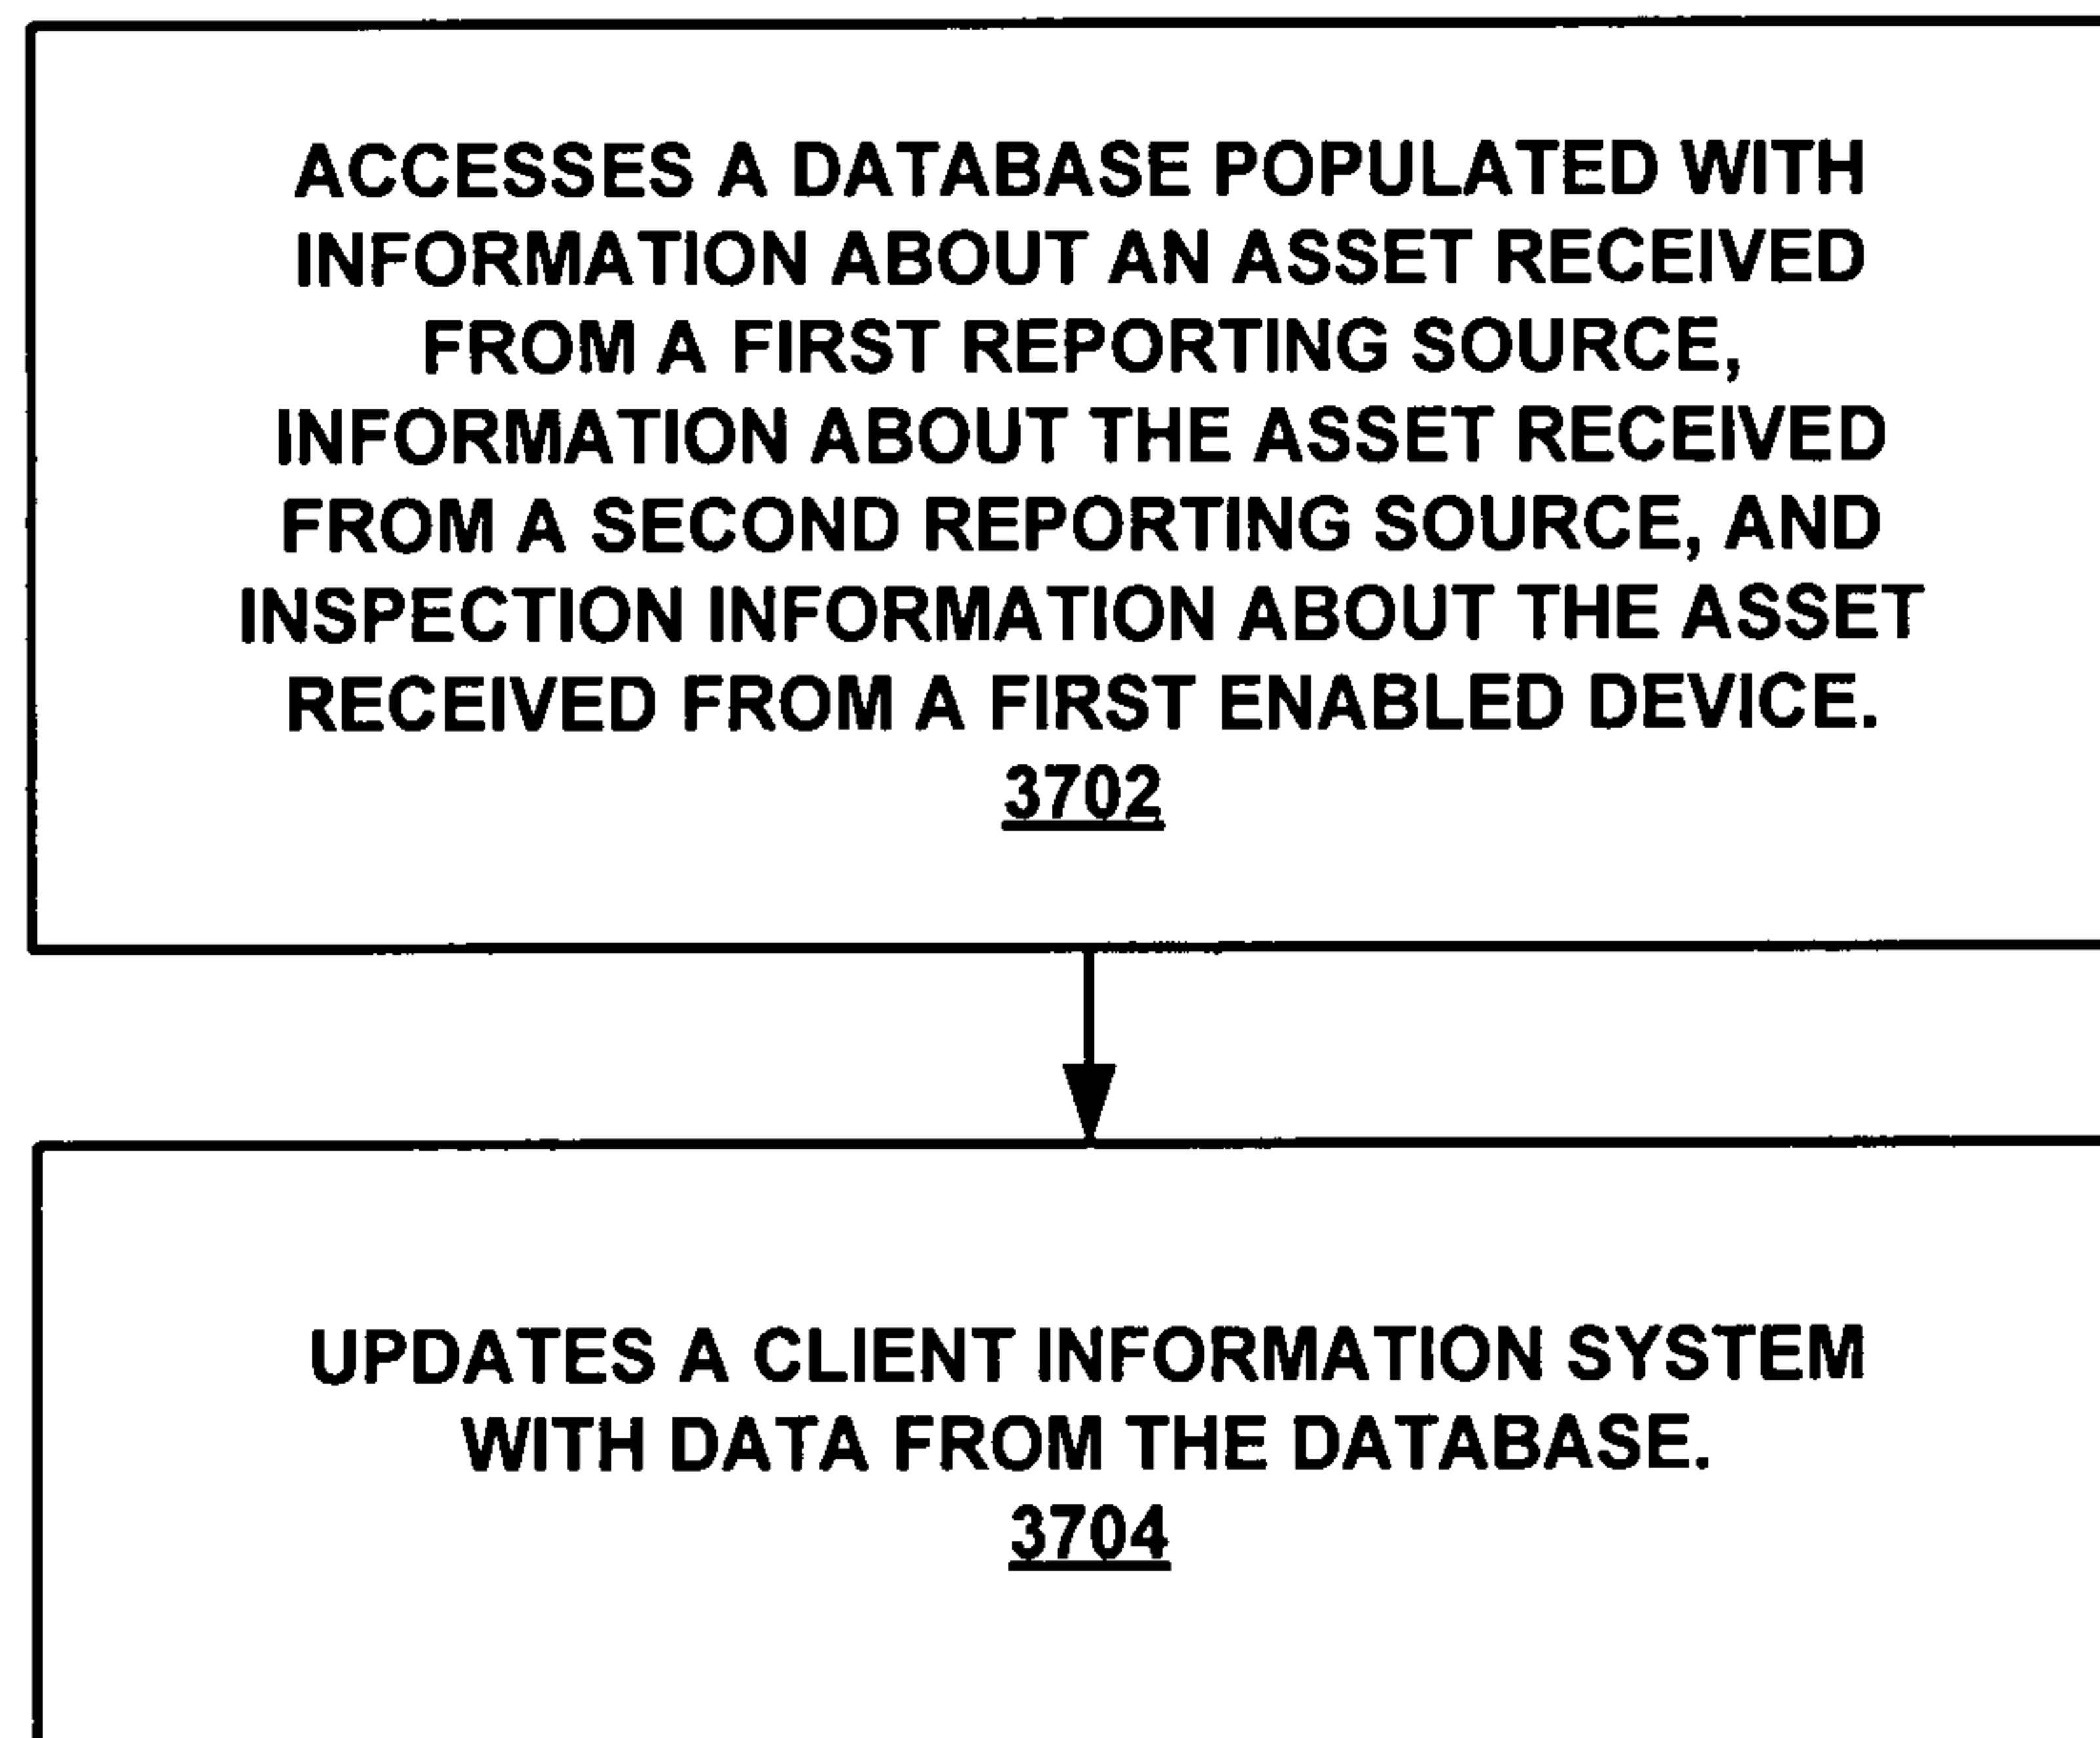 ACCESSES A DATABASE POPULATED WITH
INFORMATION ABOUT AN ASSET RECEIVED
FROM A FIRST REPORTING SOURCE,
INFORMATION ABOUT THE ASSET RECEIVED
FROM A SECOND REPORTING SOURCE, AND
INSPECTION INFORMATION ABOUT THE ASSET
RECEIVED FROM A FIRST ENABLED DEVICE.
3702
UPDATES A CLIENT INFORMATION SYSTEM
WITH DATA FROM THE DATABASE.
3704